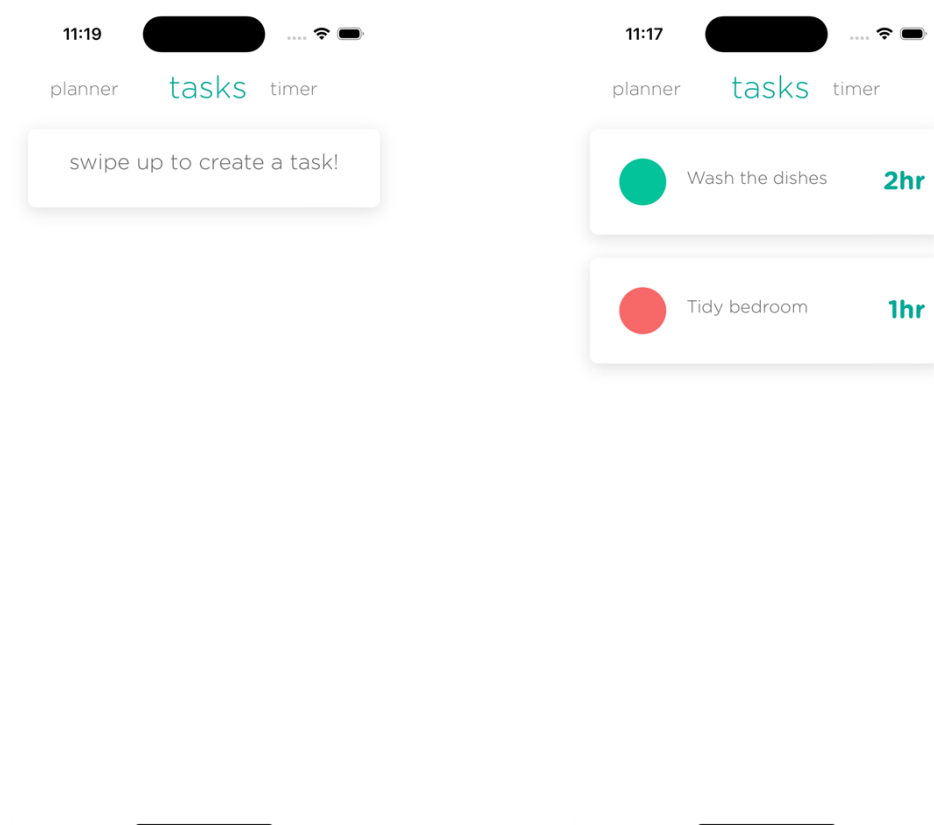 11:19
planner tasks timer
swipe up to create a task!
11:17
planner tasks timer
Wash the dishes 2hr
Tidy bedroom 1hr